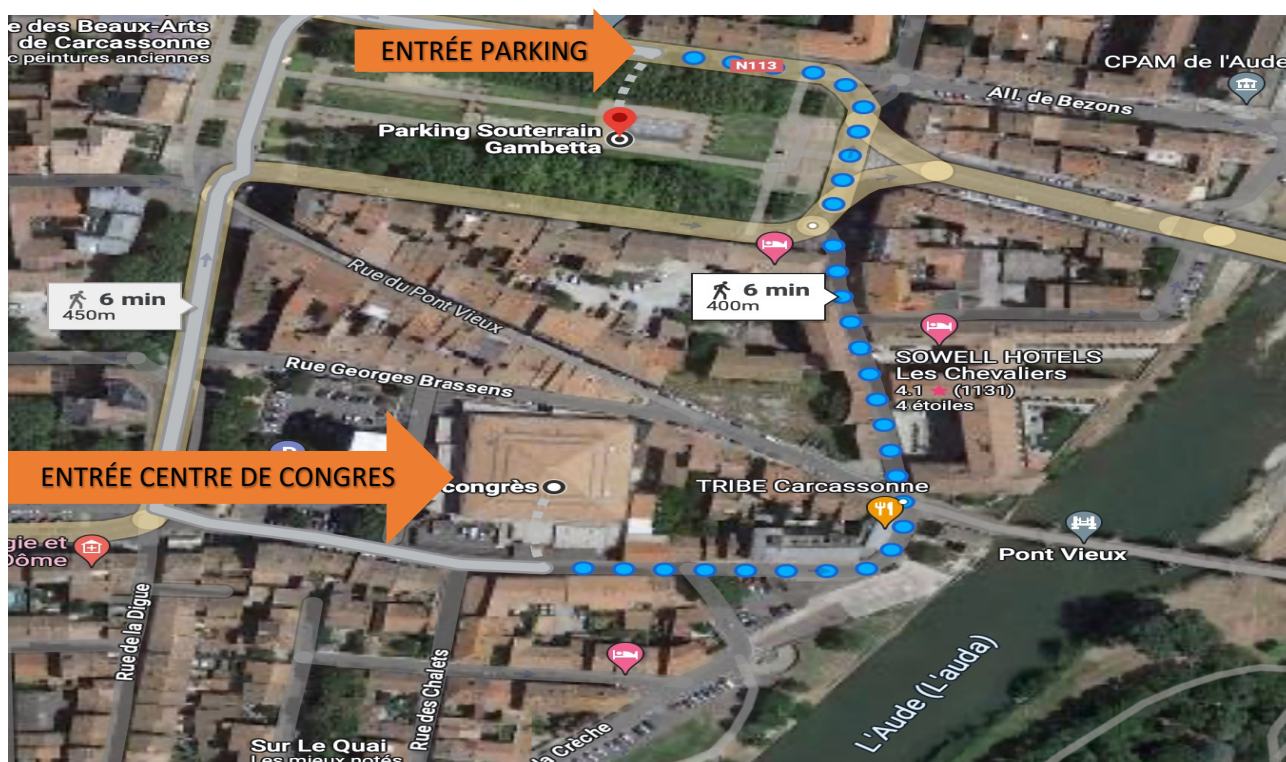 e des Beaux-Arts
de Carcassonne
c peintures anciennes
ENTRÉE PARKING
N113
CPAM de l'Aude
All. de Bezons
Parking Souterrain
Gambetta
Rue du Pont Vieux
6 min
450m
6 min
400m
SOWELL HOTELS
Les Chevaliers
4.1 ★ (1131)
4 étoiles
Rue Georges Brassens
P
ENTRÉE CENTRE DE CONGRES
congrès
TRIBE Carcassonne
Pont Vieux
gie et
Dôme
Rue de la Digue
Rue des Chalets
L'Aude (L'auda)
Sur Le Quai
Les mieux notés
la Crèche